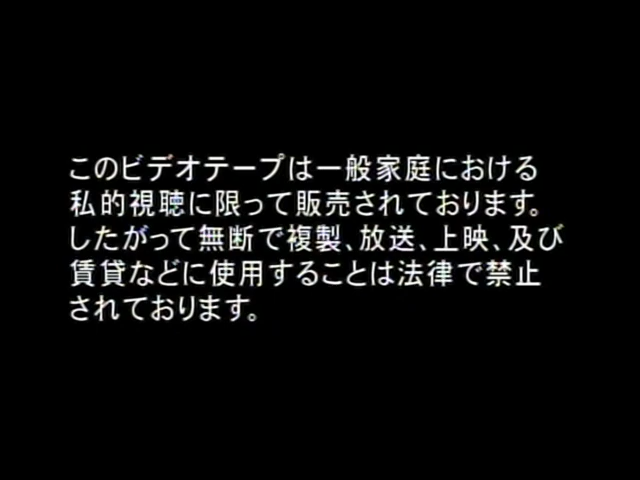 このビデオテープは一般家庭における
私的視聴に限って販売されております。
したがって無断で複製、放送、上映、及び
賃貸などに使用することは法律で禁止
されております。